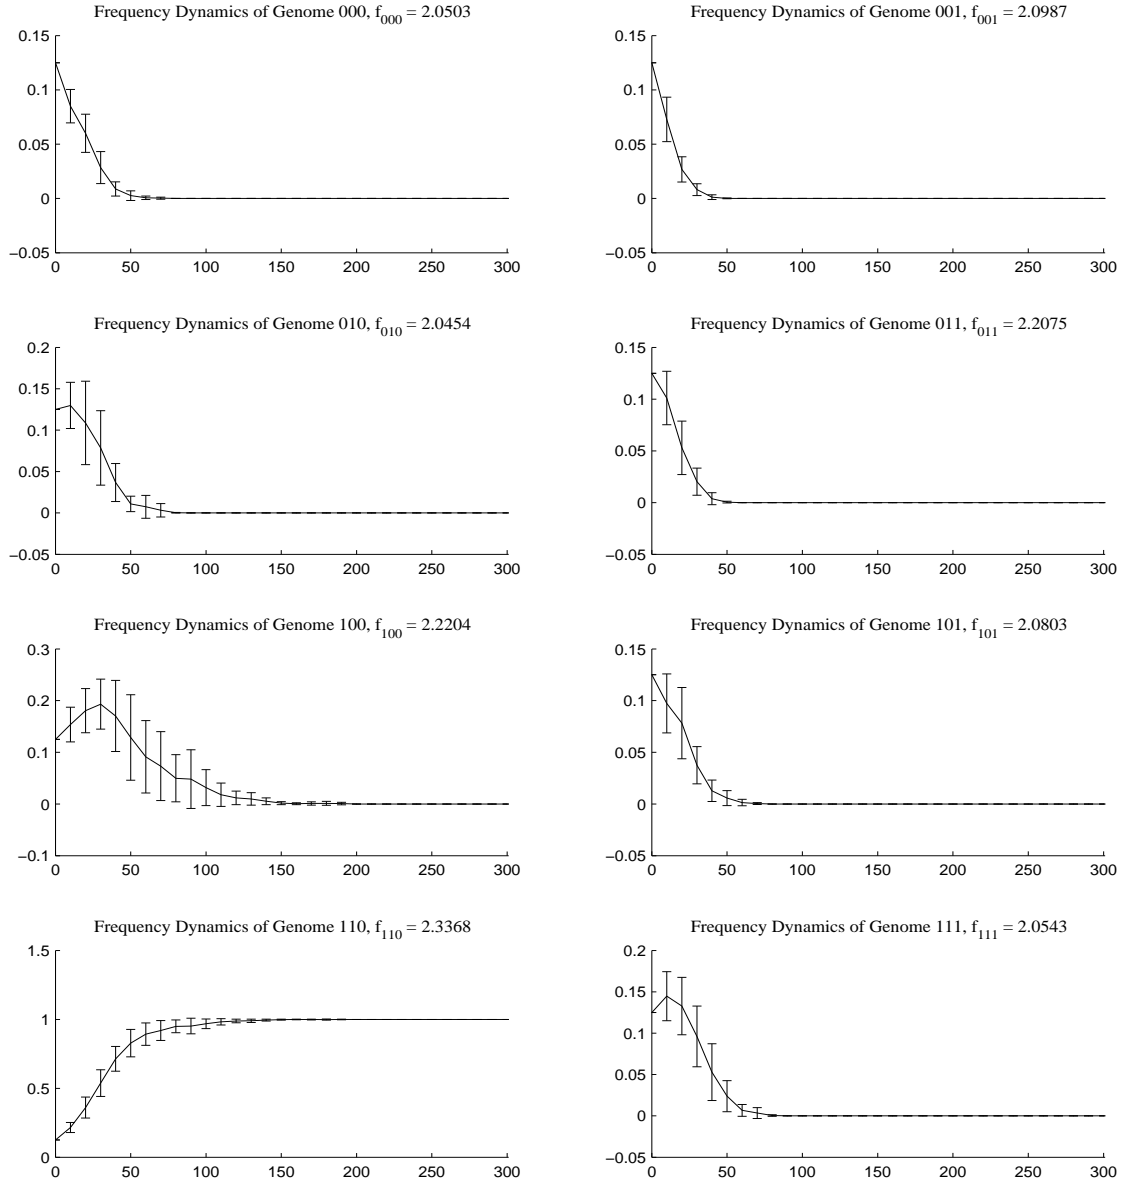 Frequency Dynamics of Genome 000, f000 = 2.0503
0.15
0.1
0.05
0
−0.05
0 50 100 150 200 250 300
Frequency Dynamics of Genome 001, f001 = 2.0987
0.15
0.1
0.05
0
−0.05
0 50 100 150 200 250 300
Frequency Dynamics of Genome 010, f010 = 2.0454
0.2
0.15
0.1
0.05
0
−0.05
0 50 100 150 200 250 300
Frequency Dynamics of Genome 011, f011 = 2.2075
0.15
0.1
0.05
0
−0.05
0 50 100 150 200 250 300
Frequency Dynamics of Genome 100, f100 = 2.2204
0.3
0.2
0.1
0
−0.1
0 50 100 150 200 250 300
Frequency Dynamics of Genome 101, f101 = 2.0803
0.15
0.1
0.05
0
−0.05
0 50 100 150 200 250 300
Frequency Dynamics of Genome 110, f110 = 2.3368
1.5
1
0.5
0
0 50 100 150 200 250 300
Frequency Dynamics of Genome 111, f111 = 2.0543
0.2
0.15
0.1
0.05
0
−0.05
0 50 100 150 200 250 300